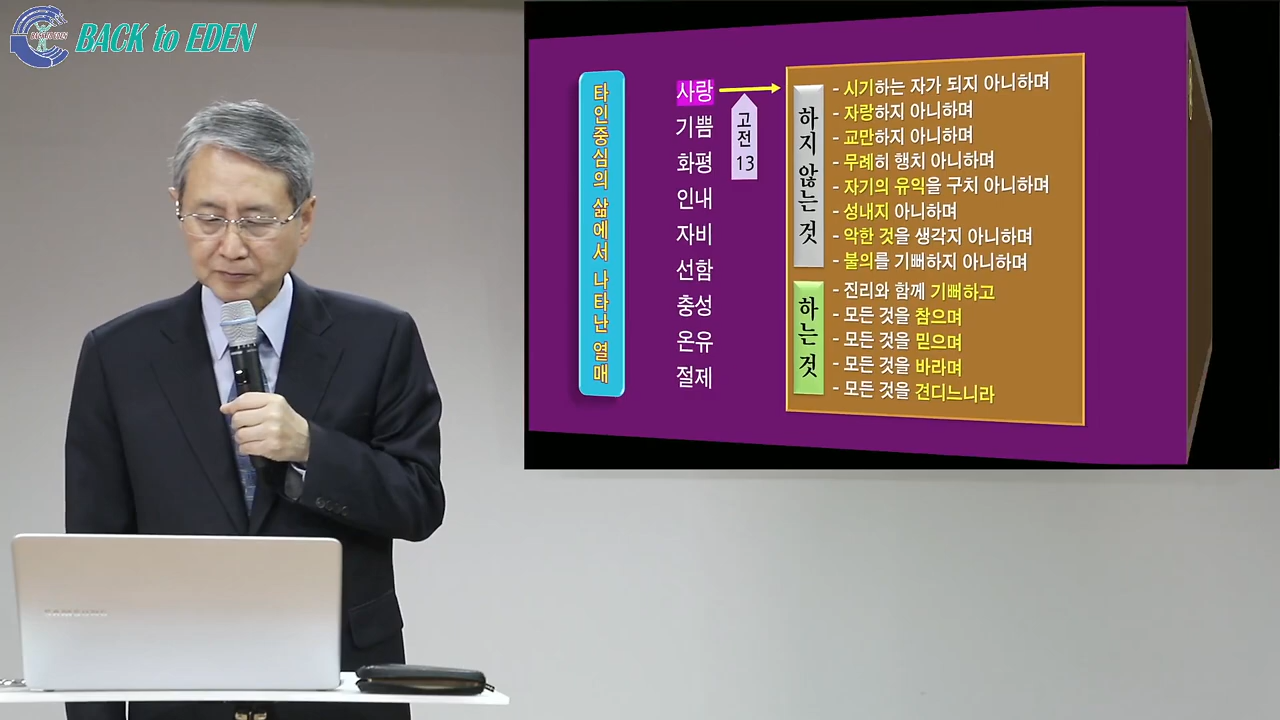 BACK to EDEN
타인중심의 삶에서 나타난 열매
사랑
기쁨
화평
인내
자비
선함
충성
온유
절제
고전
13
하지 않는 것
- 시기하는 자가 되지 아니하며
- 자랑하지 아니하며
- 교만하지 아니하며
- 무례히 행치 아니하며
- 자기의 유익을 구치 아니하며
- 성내지 아니하며
- 악한 것을 생각지 아니하며
- 불의를 기뻐하지 아니하며
하는 것
- 진리와 함께 기뻐하고
- 모든 것을 참으며
- 모든 것을 믿으며
- 모든 것을 바라며
- 모든 것을 견디느니라
SAMSUNG